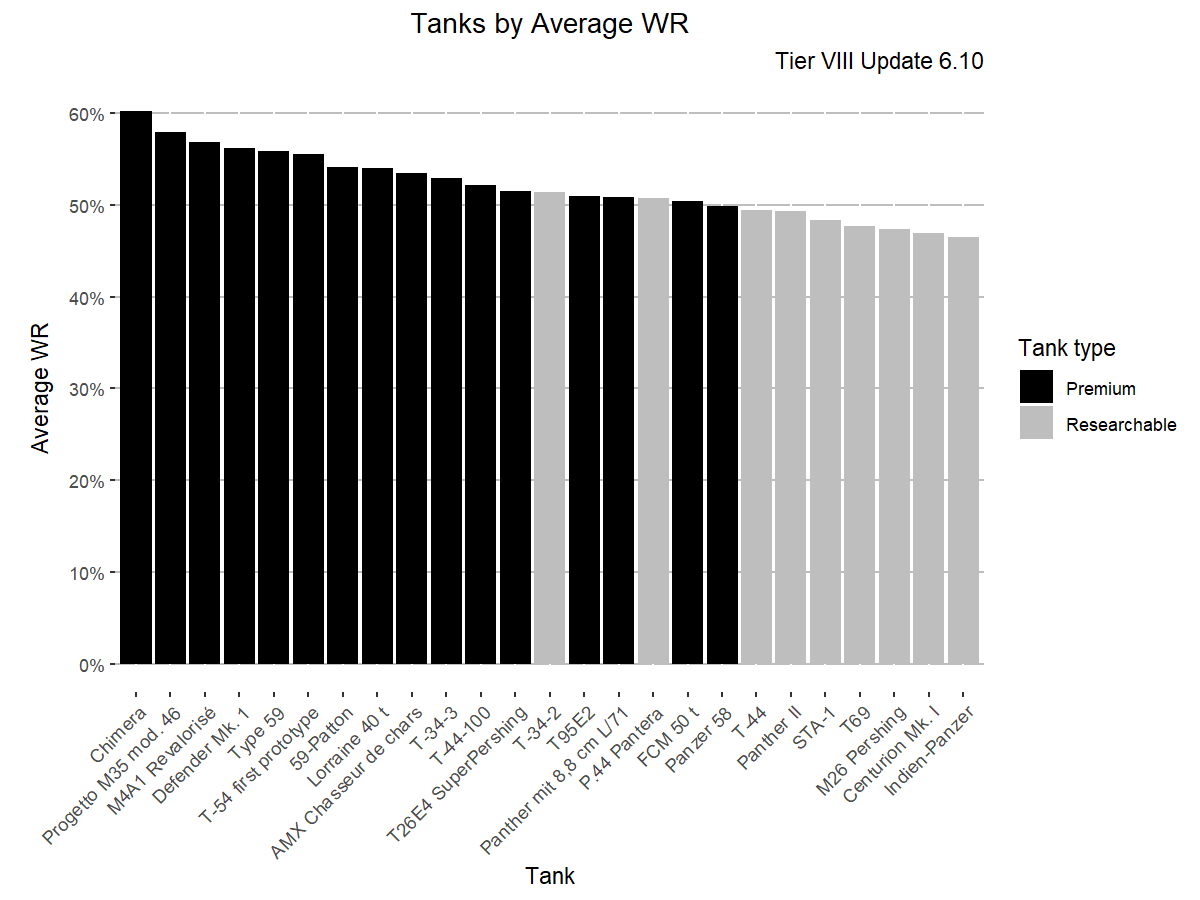 Tanks by Average WR
Tier VIII Update 6.10
60%
50%
40%
30%
20%
10%
0%
Average WR
Chimera
Progetto M35 mod. 46
M4A1 Revalorisé
Defender Mk. 1
Type 59
T-54 first prototype
59-Patton
Lorraine 40 t
AMX Chasseur de chars
T-34-3
T-44-100
T26E4 SuperPershing
T-34-2
T95E2
Panther mit 8,8 cm L/71
P.44 Pantera
FCM 50 t
Panzer 58
T-44
Panther II
STA-1
T69
M26 Pershing
Centurion Mk. I
Indien-Panzer
Tank
Tank type
Premium
Researchable